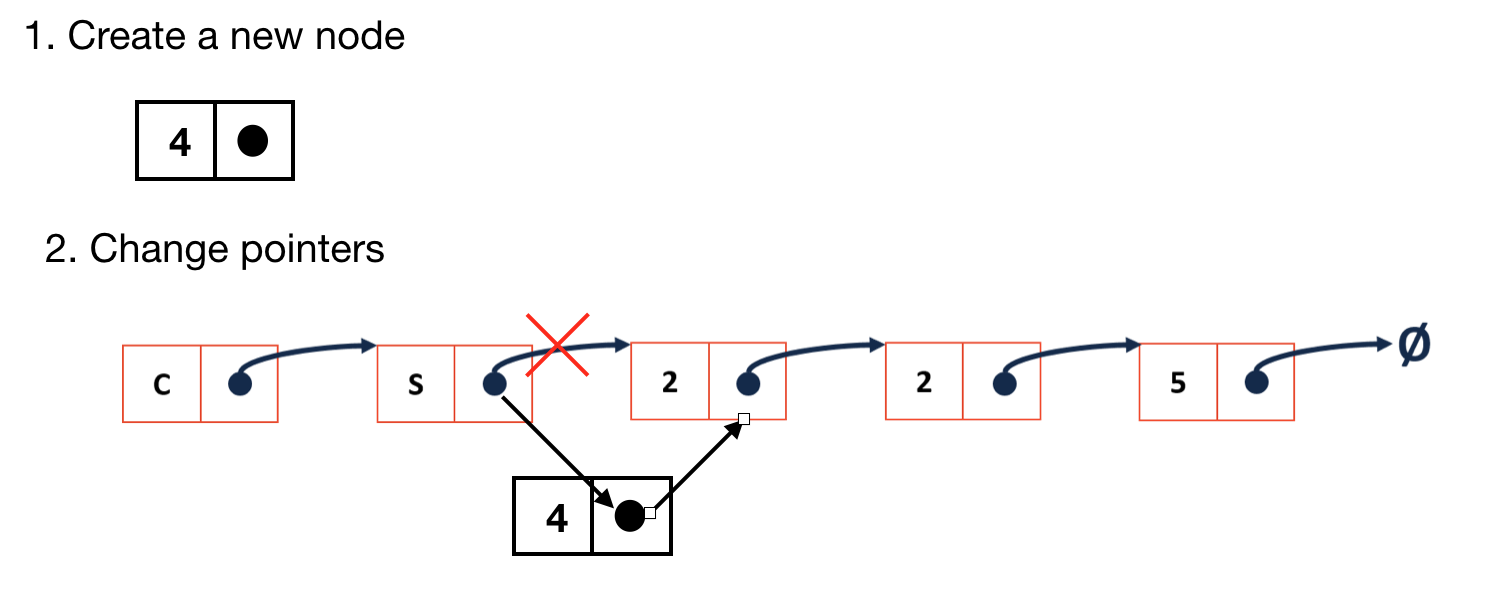 1. Create a new node
4
2. Change pointers
C S 2 2 5 Ø
4